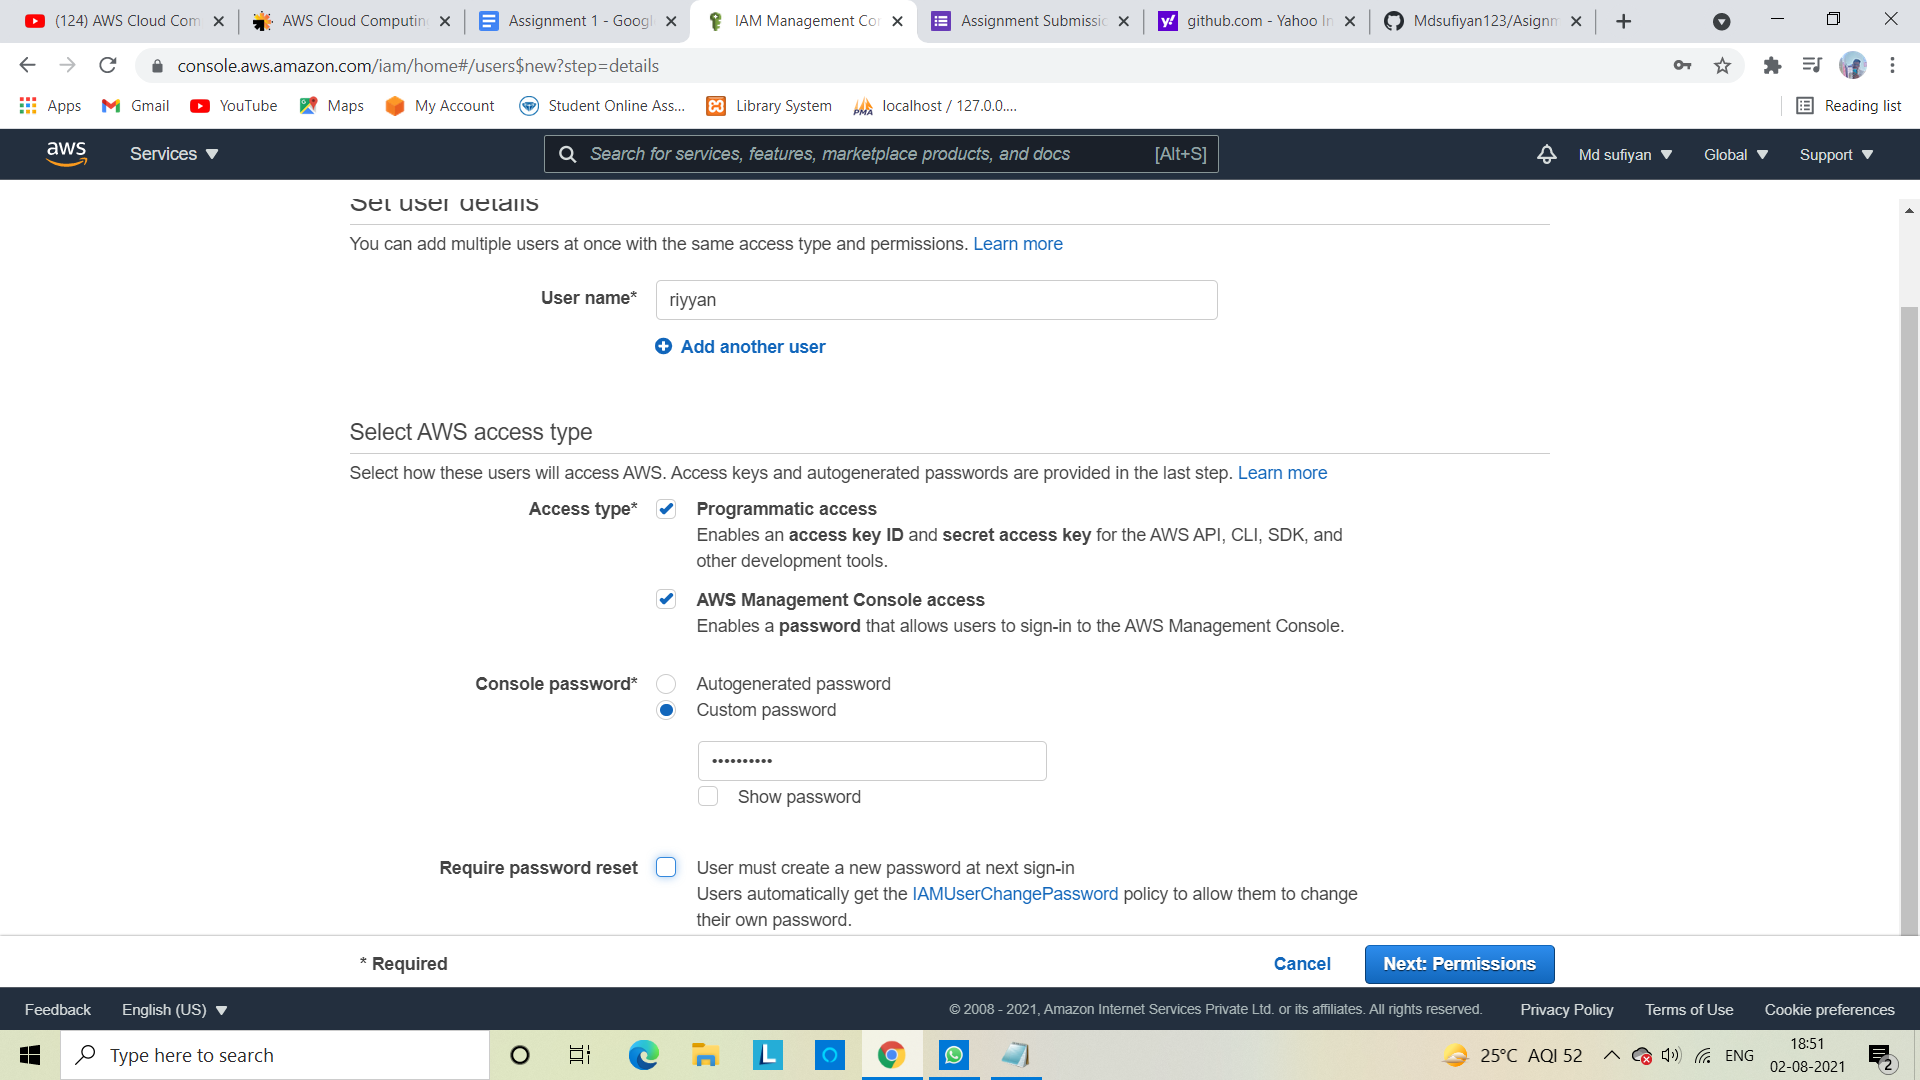 (124) AWS Cloud Com
AWS Cloud Computin
Assignment 1 - Googl
IAM Management Co
Assignment Submissi
github.com - Yahoo In
Mdsufiyan123/Asignm
console.aws.amazon.com/iam/home#/users$new?step=details
Apps
Gmail
YouTube
Maps
My Account
Student Online Ass...
Library System
localhost / 127.0.0....
Reading list
aws
Services
Search for services, features, marketplace products, and docs
[Alt+S]
Md sufiyan
Global
Support
Set user details
You can add multiple users at once with the same access type and permissions. Learn more
User name*
riyyan
Add another user
Select AWS access type
Select how these users will access AWS. Access keys and autogenerated passwords are provided in the last step. Learn more
Access type*
Programmatic access
Enables an access key ID and secret access key for the AWS API, CLI, SDK, and
other development tools.
AWS Management Console access
Enables a password that allows users to sign-in to the AWS Management Console.
Console password*
Autogenerated password
Custom password
••••••••••
Show password
Require password reset
User must create a new password at next sign-in
Users automatically get the IAMUserChangePassword policy to allow them to change
their own password.
* Required
Cancel
Next: Permissions
Feedback
English (US)
© 2008 - 2021, Amazon Internet Services Private Ltd. or its affiliates. All rights reserved.
Privacy Policy
Terms of Use
Cookie preferences
Type here to search
L
25°C AQI 52
ENG
18:51
02-08-2021
2